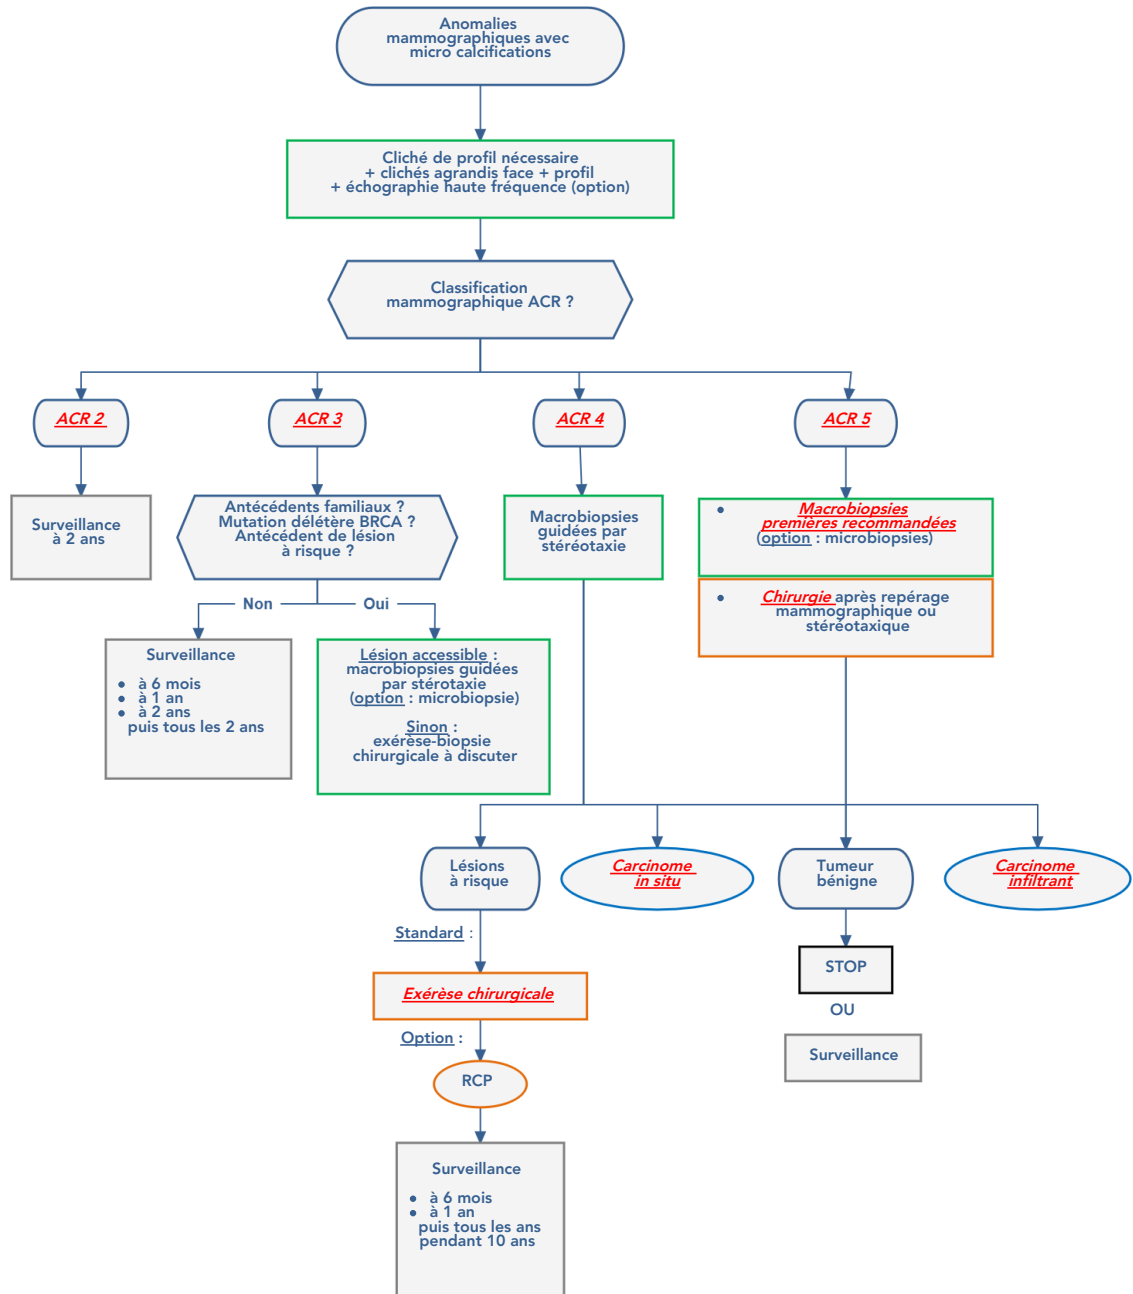 Anomalies
mammographiques avec
micro calcifications
Cliché de profil nécessaire
+ clichés agrandis face + profil
+ échographie haute fréquence (option)
Classification
mammographique ACR ?
ACR 2
ACR 3
ACR 4
ACR 5
Surveillance
à 2 ans
Antécédents familiaux ?
Mutation délétère BRCA ?
Antécédent de lésion
à risque ?
Macrobiopsies
guidées par
stéréotaxie
• Macrobiopsies
premières recommandées
(option : microbiopsies)
• Chirurgie après repérage
mammographique ou
stéréotaxique
Non
Oui
Surveillance
• à 6 mois
• à 1 an
• à 2 ans
puis tous les 2 ans
Lésion accessible :
macrobiopsies guidées
par stérotaxie
(option : microbiopsie)
Sinon :
exérèse-biopsie
chirurgicale à discuter
Lésions
à risque
Carcinome
in situ
Tumeur
bénigne
Carcinome
infiltrant
Standard :
Exérèse chirurgicale
Option :
RCP
STOP
OU
Surveillance
Surveillance
• à 6 mois
• à 1 an
puis tous les ans
pendant 10 ans